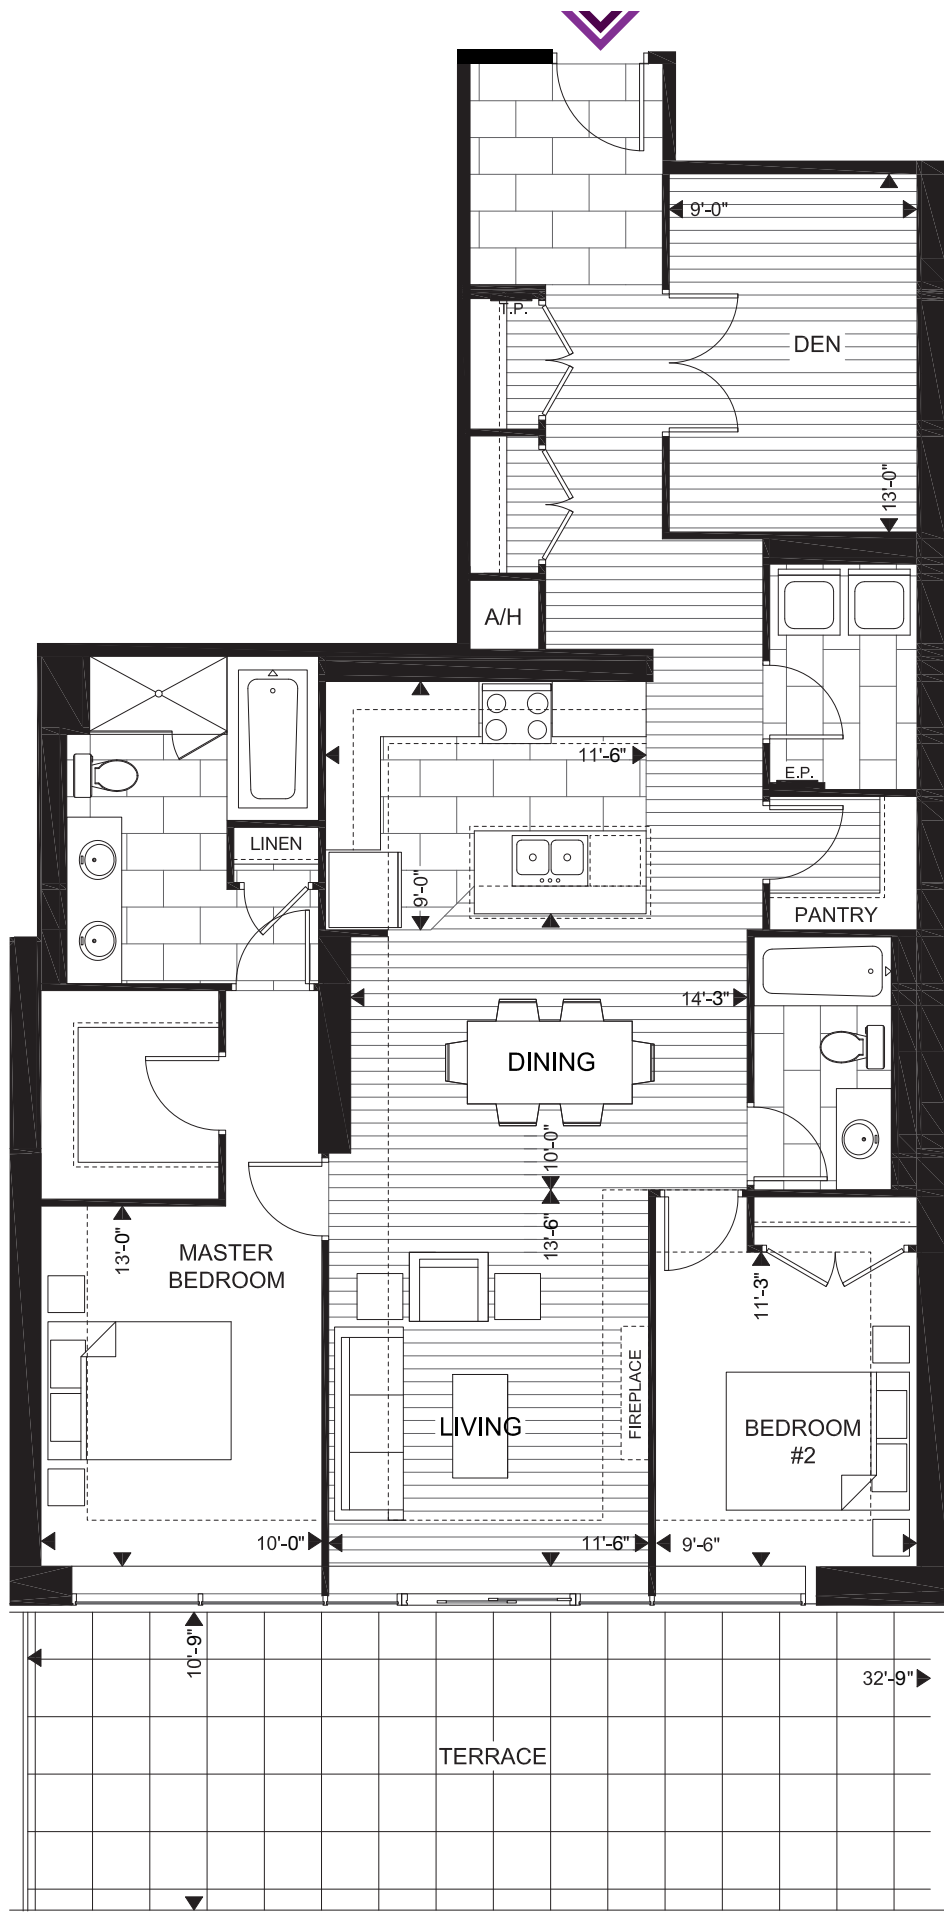 9'-0"
T.P.
DEN
13'-0"
A/H
11'-6"
E.P.
LINEN
9'-0"
PANTRY
14'-3"
DINING
10'-0"
13'-6"
13'-0"
MASTER
BEDROOM
11'-3"
FIREPLACE
LIVING
BEDROOM
#2
10'-0"
11'-6"
9'-6"
10'-9"
32'-9"
TERRACE